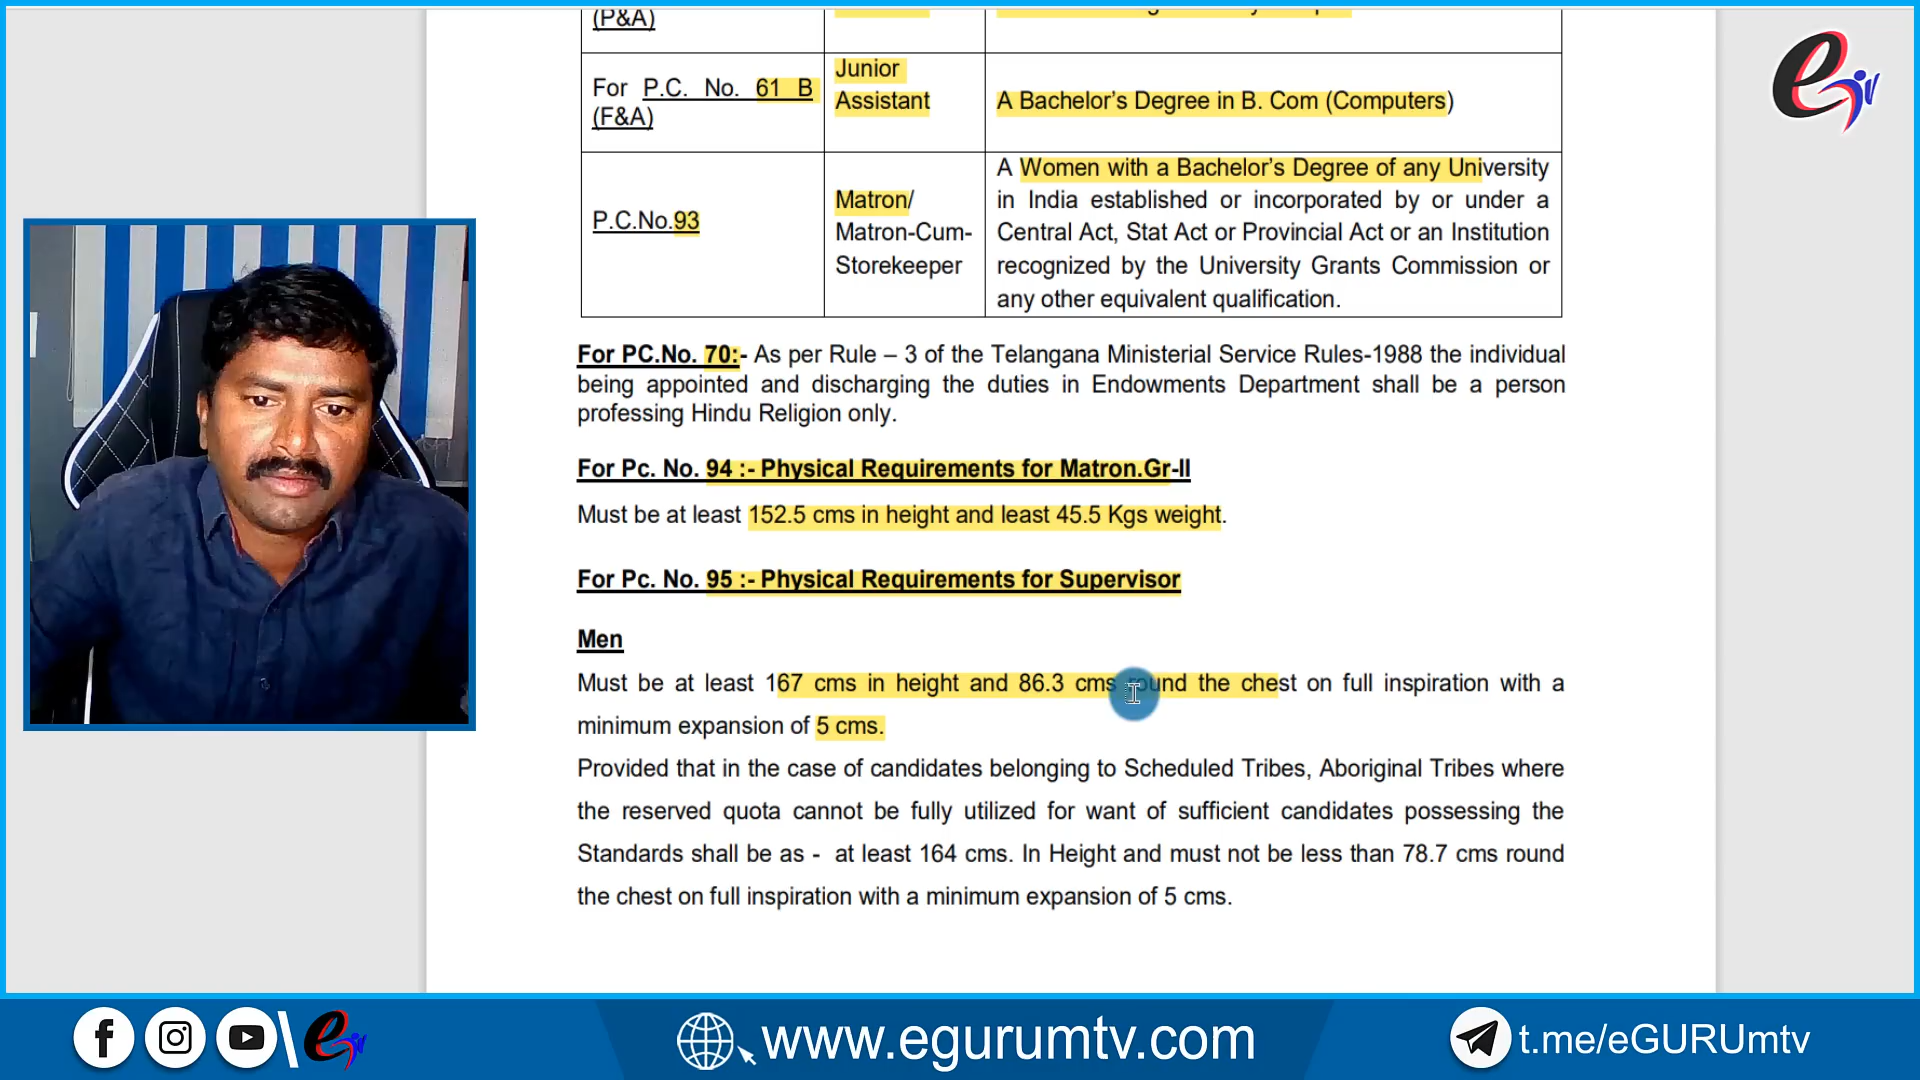 (P&A)
For P.C. No. 61 B
(F&A)
Junior
Assistant
A Bachelor’s Degree in B. Com (Computers)
P.C.No.93
Matron/
Matron-Cum-
Storekeeper
A Women with a Bachelor’s Degree of any University
in India established or incorporated by or under a
Central Act, Stat Act or Provincial Act or an Institution
recognized by the University Grants Commission or
any other equivalent qualification.
For PC.No. 70:- As per Rule – 3 of the Telangana Ministerial Service Rules-1988 the individual
being appointed and discharging the duties in Endowments Department shall be a person
professing Hindu Religion only.
For Pc. No. 94 :- Physical Requirements for Matron.Gr-II
Must be at least 152.5 cms in height and least 45.5 Kgs weight.
For Pc. No. 95 :- Physical Requirements for Supervisor
Men
Must be at least 167 cms in height and 86.3 cms round the chest on full inspiration with a
minimum expansion of 5 cms.
Provided that in the case of candidates belonging to Scheduled Tribes, Aboriginal Tribes where
the reserved quota cannot be fully utilized for want of sufficient candidates possessing the
Standards shall be as - at least 164 cms. In Height and must not be less than 78.7 cms round
the chest on full inspiration with a minimum expansion of 5 cms.
www.egurumtv.com
t.me/eGURUmtv